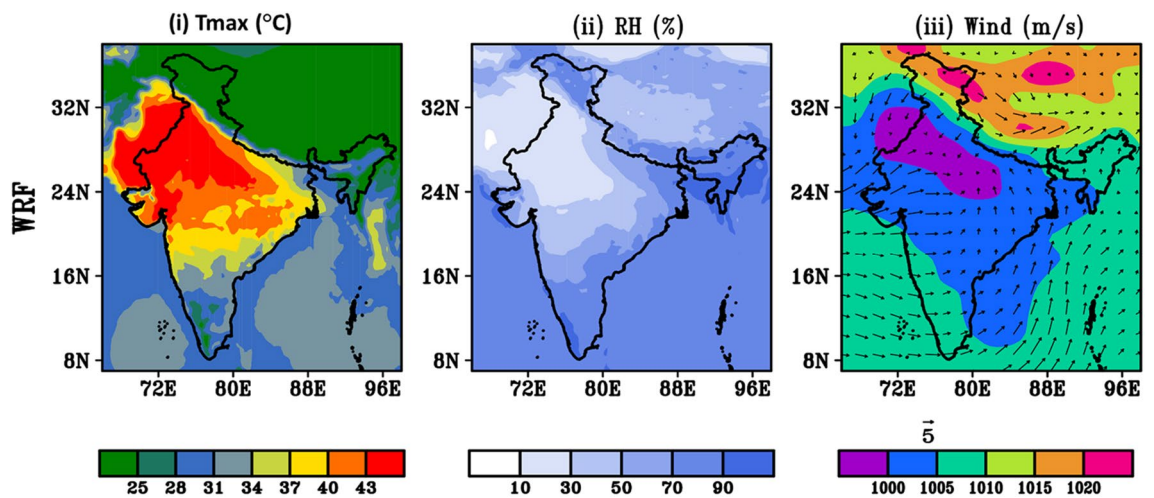 (i) Tmax (°C)
(ii) RH (%)
(iii) Wind (m/s)
WRF
32N
24N
16N
8N
72E 80E 88E 96E
32N
24N
16N
8N
72E 80E 88E 96E
32N
24N
16N
8N
72E 80E 88E 96E
5
25 28 31 34 37 40 43
10 30 50 70 90
1000 1005 1010 1015 1020